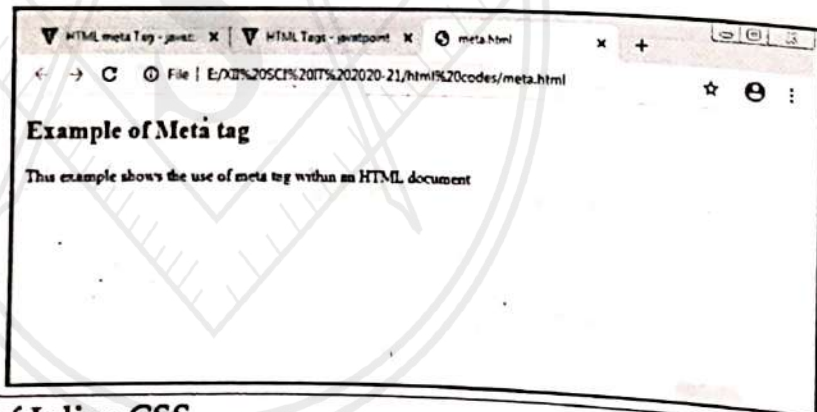 HTML meta Tag - javat X HTML Tags - javatpoint X meta.html × +
← → C File | E:/XII%20SCI%20IT%202020-21/html%20codes/meta.html
Example of Meta tag
This example shows the use of meta tag within an HTML document
Inline CSS